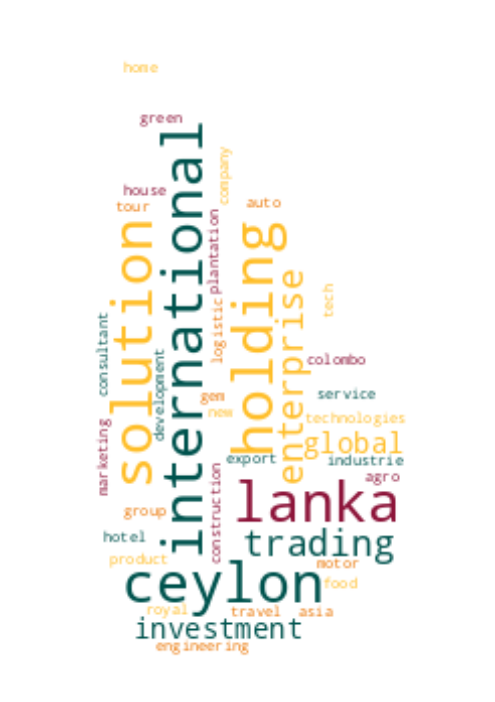 home
green
international
company
house
tour
auto
solution
holding
plantation
enterprise
tech
logistic
consultant
development
colombo
gem
new
service
technologies
marketing
global
export
industrie
construction
agro
lanka
group
hotel
trading
product
motor
ceylon
food
royal
travel
asia
investment
engineering